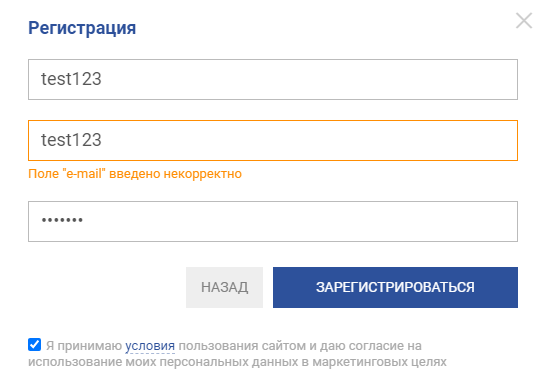 Регистрация
test123
test123
Поле "e-mail" введено некорректно
•••••••
НАЗАД ЗАРЕГИСТРИРОВАТЬСЯ
Я принимаю условия пользования сайтом и даю согласие на
использование моих персональных данных в маркетинговых целях